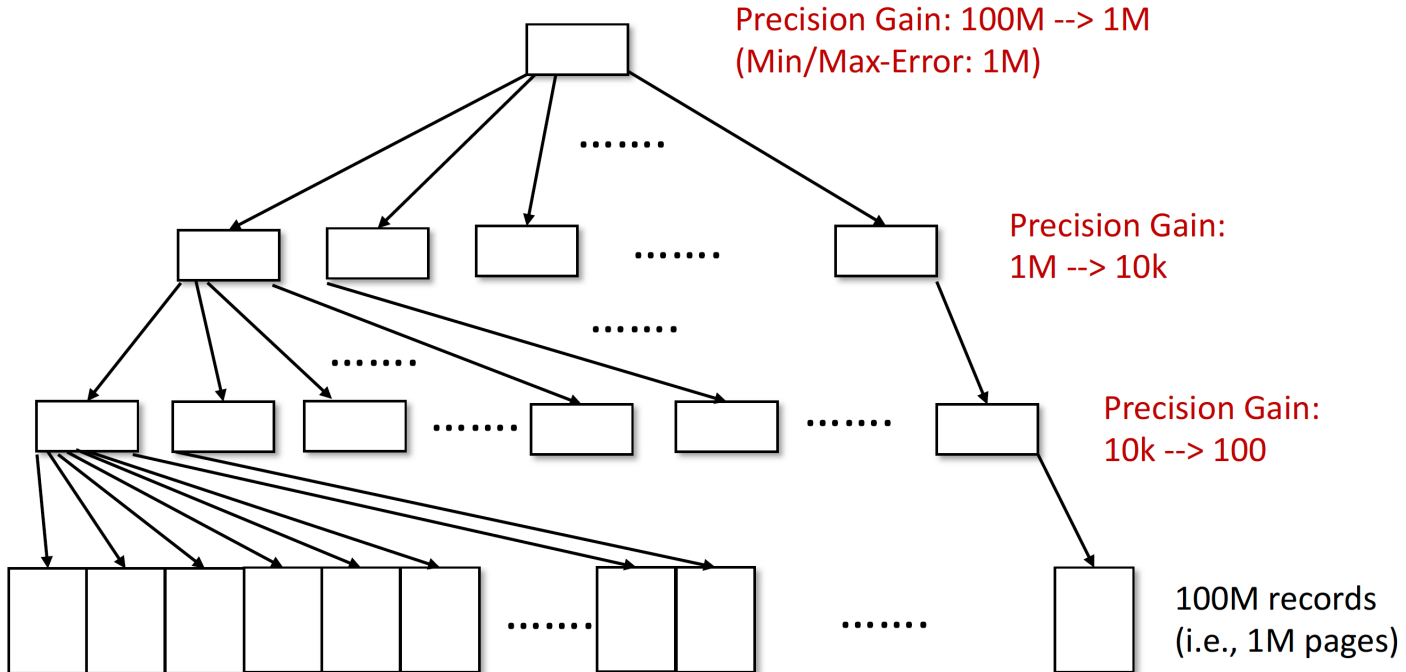 Precision Gain: 100M --> 1M
(Min/Max-Error: 1M)
Precision Gain:
1M --> 10k
Precision Gain:
10k --> 100
100M records
(i.e., 1M pages)